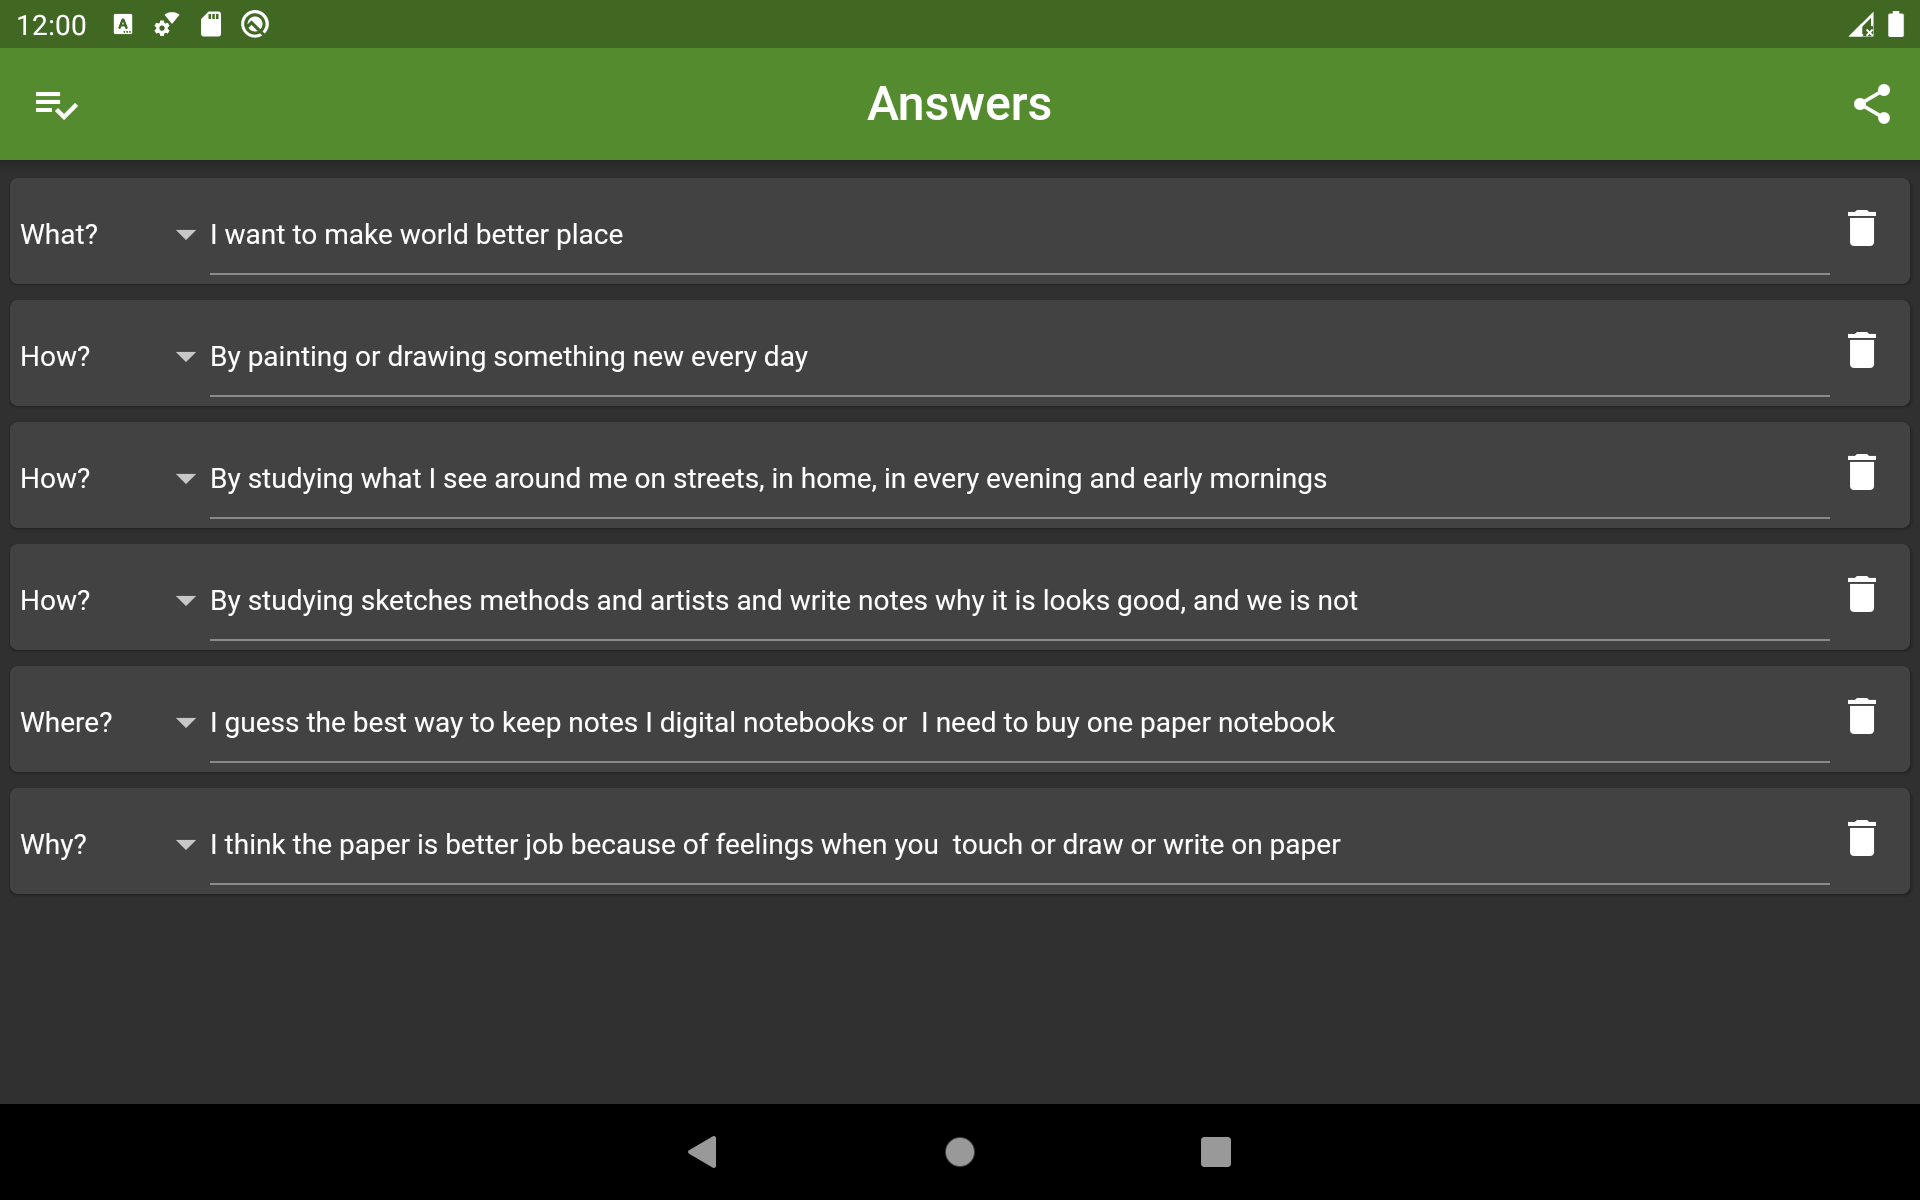 12:00
Answers
What? I want to make world better place
How? By painting or drawing something new every day
How? By studying what I see around me on streets, in home, in every evening and early mornings
How? By studying sketches methods and artists and write notes why it is looks good, and we is not
Where? I guess the best way to keep notes I digital notebooks or  I need to buy one paper notebook
Why? I think the paper is better job because of feelings when you  touch or draw or write on paper